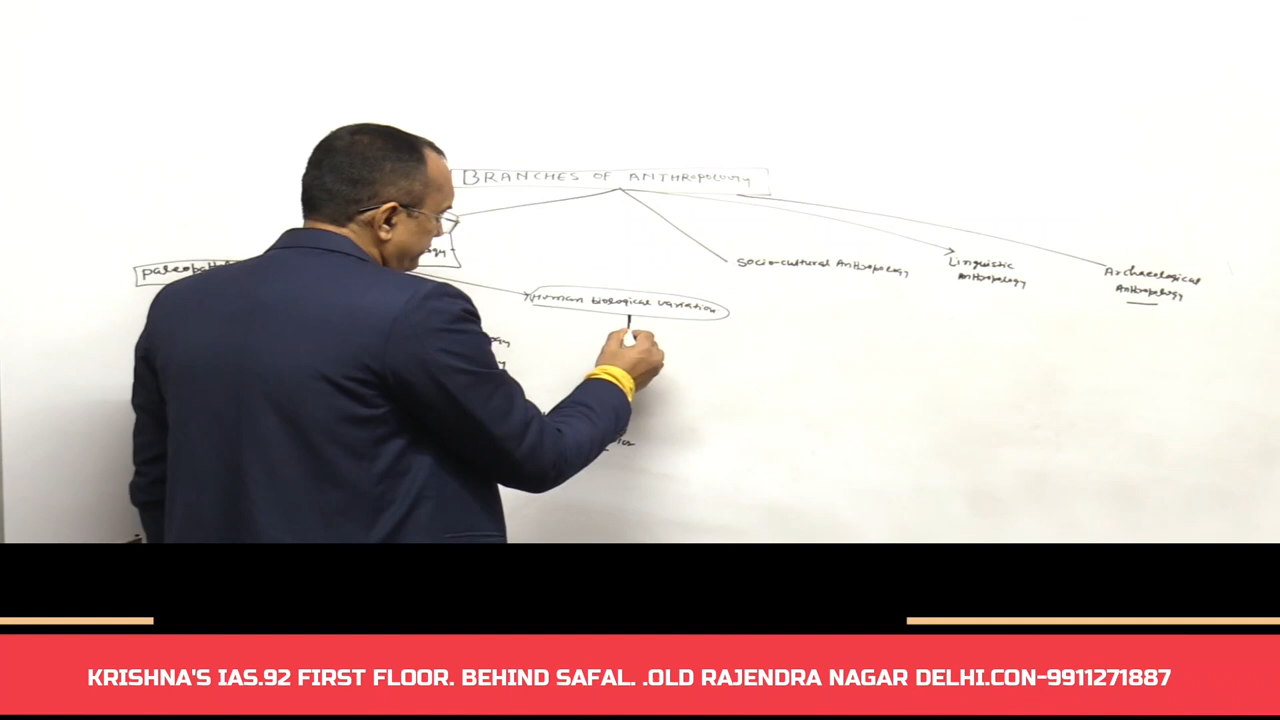 BRANCHES OF ANTHROPOLOGY
Socio-cultural Anthropology
Linguistic
Anthropology
Archaeological
Anthropology
Human biological variation
KRISHNA'S IAS.92 FIRST FLOOR. BEHIND SAFAL. .OLD RAJENDRA NAGAR DELHI.CON-9911271887